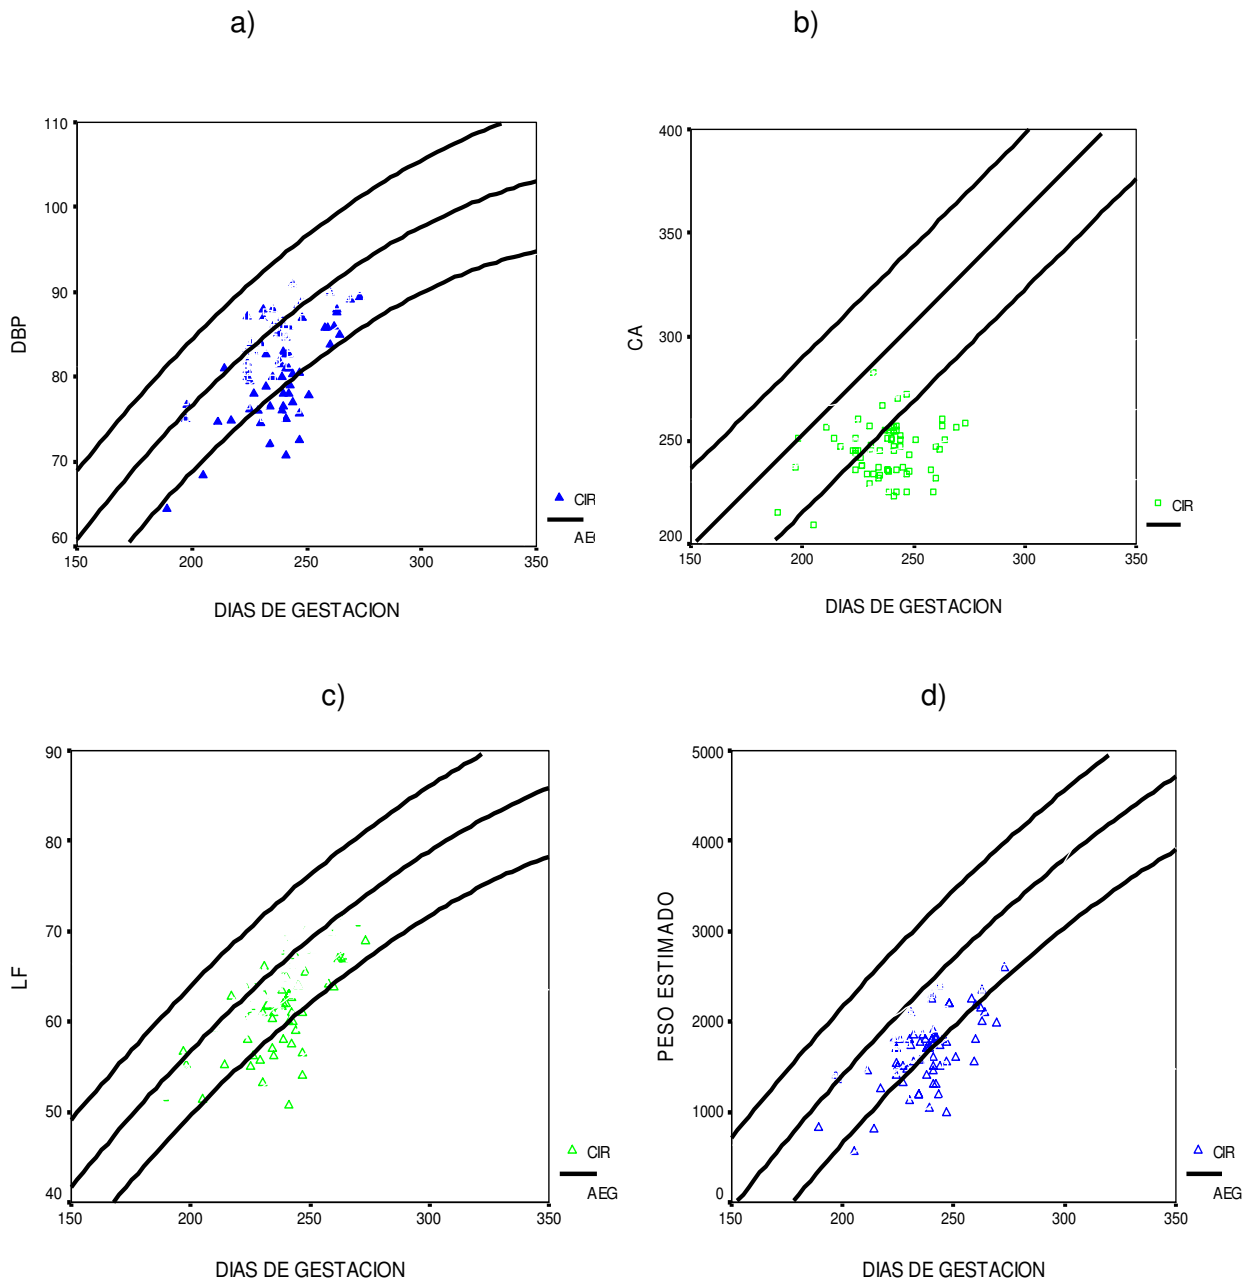 a)
b)
110
100
90
80
70
60
150
200
250
300
350
DBP
DIAS DE GESTACION
CIR
AE
400
350
300
250
200
150
200
250
300
350
CA
DIAS DE GESTACION
CIR
c)
d)
90
80
70
60
50
40
150
200
250
300
350
LF
DIAS DE GESTACION
CIR
AEG
5000
4000
3000
2000
1000
0
150
200
250
300
350
PESO ESTIMADO
DIAS DE GESTACION
CIR
AEG